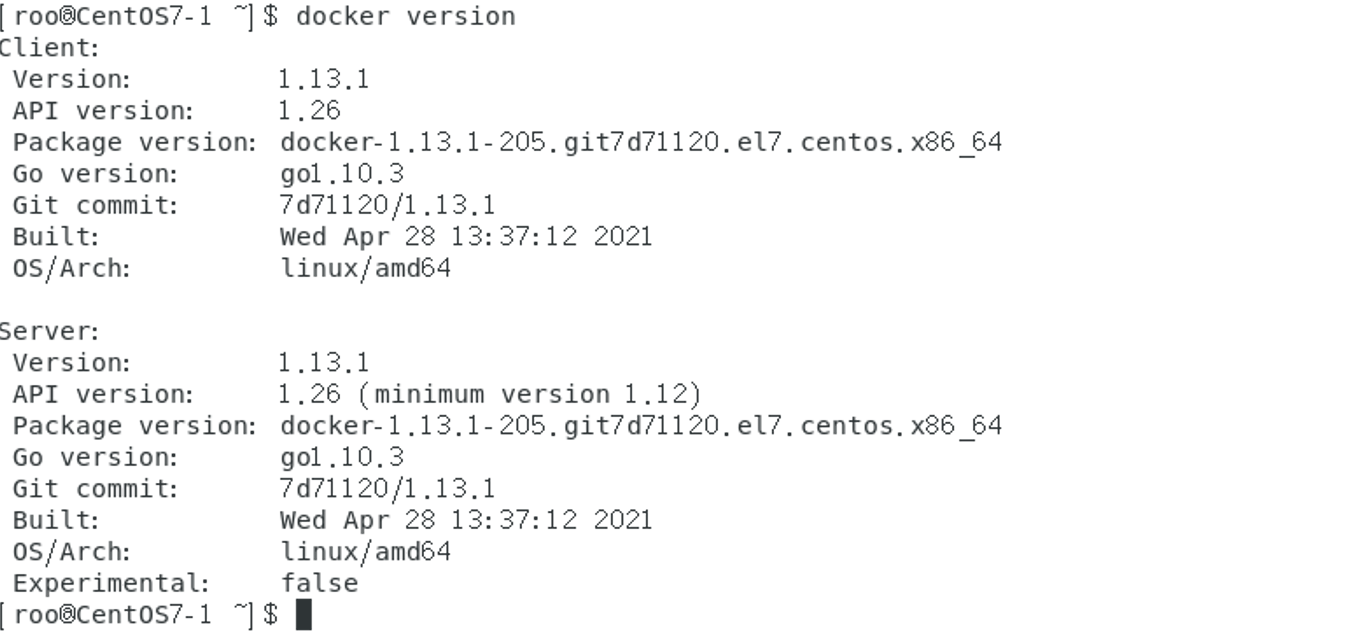 [roo@CentOS7-1 ~]$ docker version
Client:
 Version:         1.13.1
 API version:     1.26
 Package version: docker-1.13.1-205.git7d71120.el7.centos.x86_64
 Go version:      go1.10.3
 Git commit:      7d71120/1.13.1
 Built:           Wed Apr 28 13:37:12 2021
 OS/Arch:         linux/amd64

Server:
 Version:         1.13.1
 API version:     1.26 (minimum version 1.12)
 Package version: docker-1.13.1-205.git7d71120.el7.centos.x86_64
 Go version:      go1.10.3
 Git commit:      7d71120/1.13.1
 Built:           Wed Apr 28 13:37:12 2021
 OS/Arch:         linux/amd64
 Experimental:    false
[roo@CentOS7-1 ~]$